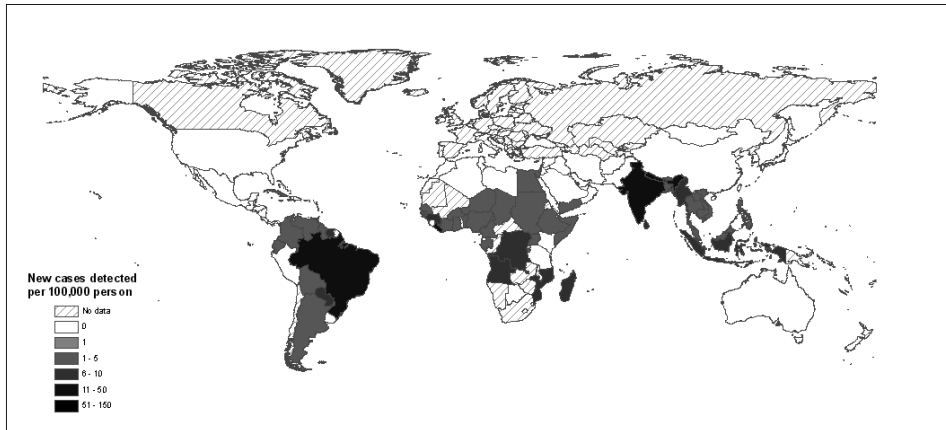 New cases detected
per 100,000 person
No data
0
1
1 - 5
6 - 10
11 - 50
51 - 150